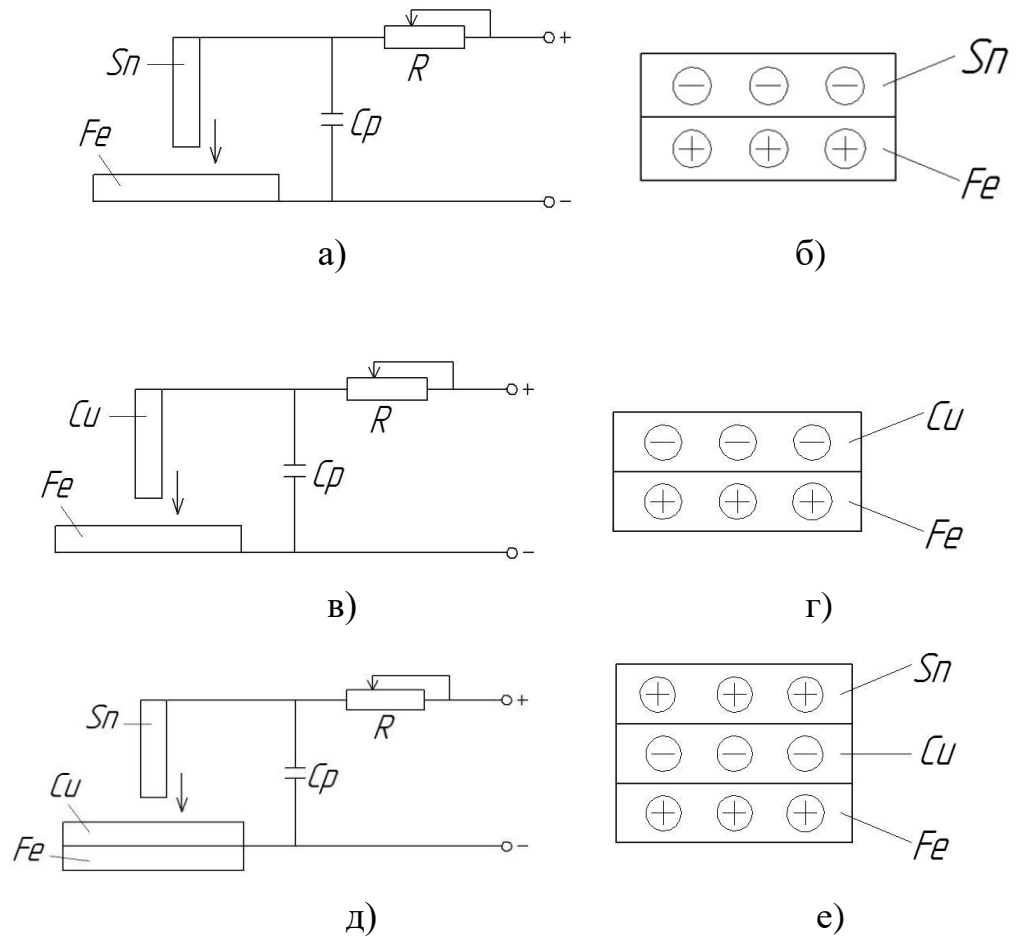 Sn
Fe
Cp
R
+
−
− − −
+ + +
Sn
Fe
а)
б)
Cu
Fe
Cp
R
+
−
− − −
+ + +
Cu
Fe
в)
г)
Sn
Cu
Fe
Cp
R
+
−
+ + +
− − −
+ + +
Sn
Cu
Fe
д)
е)